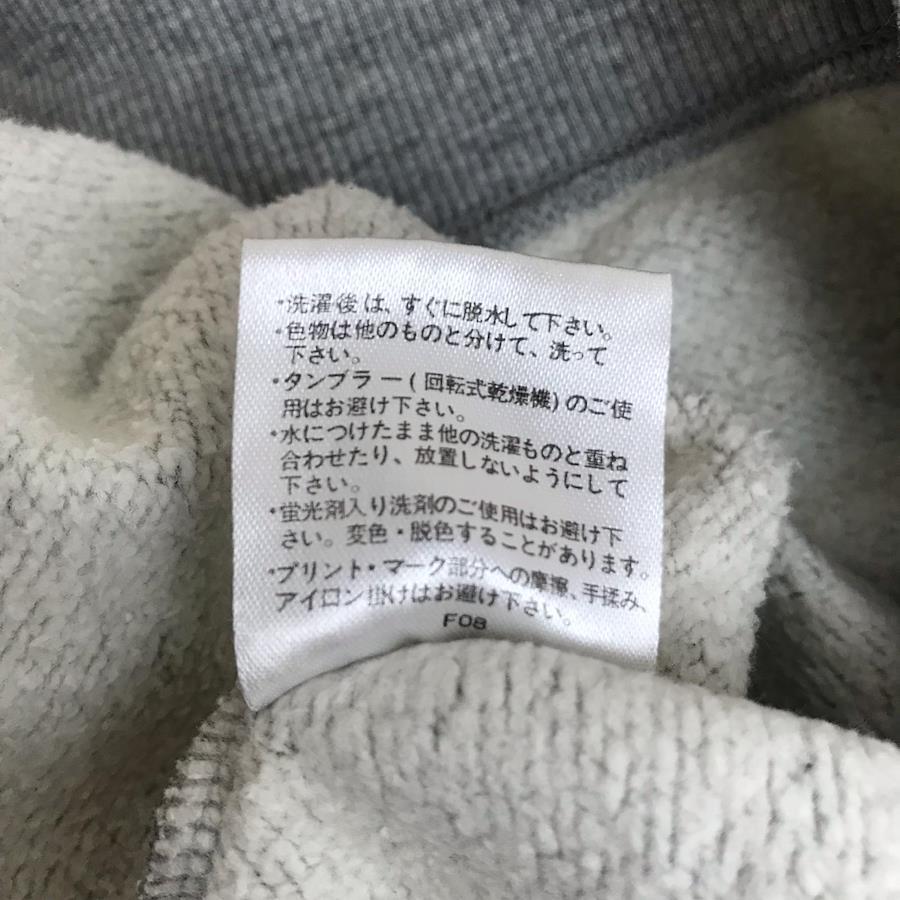 ・洗濯後は、すぐに脱水して下さい。
・色物は他のものと分けて、洗って
下さい。
・タンブラー(回転式乾燥機)のご使
用はお避け下さい。
・水につけたまま他の洗濯ものと重ね
合わせたり、放置しないようにして
下さい。
・蛍光剤入り洗剤のご使用はお避け下
さい。変色・脱色することがあります。
・プリント・マーク部分への摩擦、手揉み、
アイロン掛けはお避け下さい。
F08